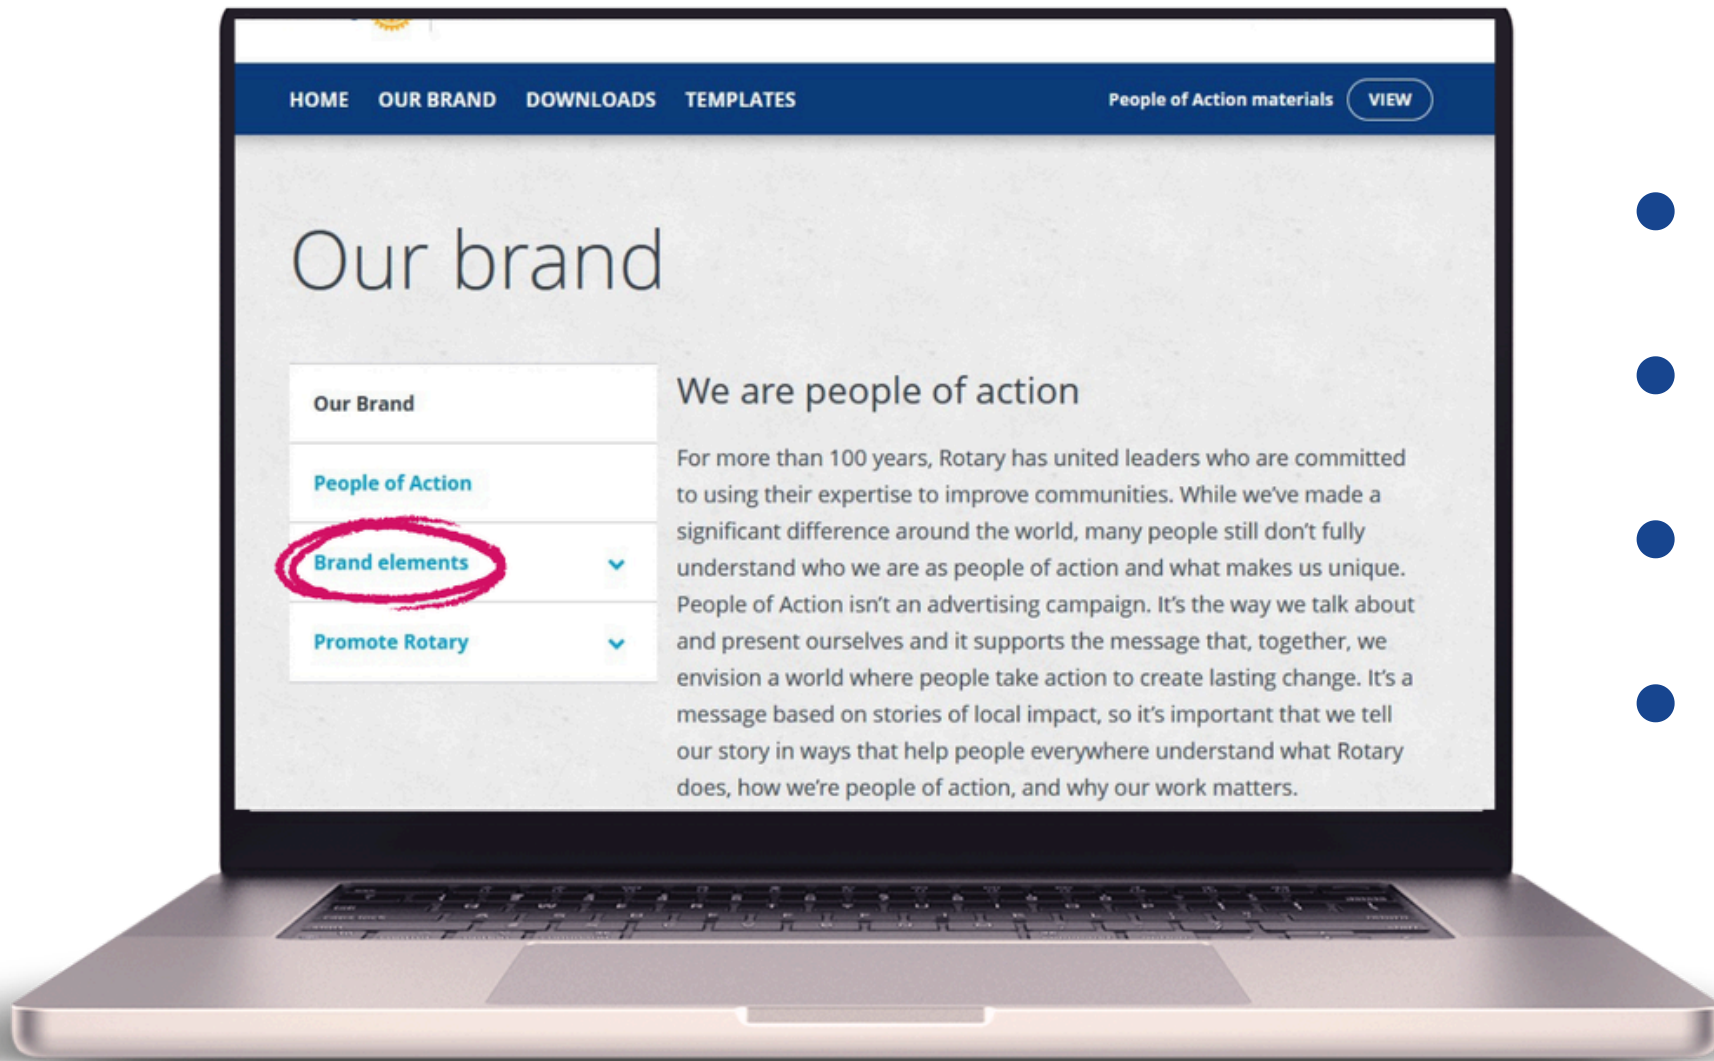 HOME OUR BRAND DOWNLOADS TEMPLATES People of Action materials VIEW
Our brand
Our Brand
People of Action
Brand elements
Promote Rotary
We are people of action
For more than 100 years, Rotary has united leaders who are committed
to using their expertise to improve communities. While we've made a
significant difference around the world, many people still don't fully
understand who we are as people of action and what makes us unique.
People of Action isn't an advertising campaign. It's the way we talk about
and present ourselves and it supports the message that, together, we
envision a world where people take action to create lasting change. It's a
message based on stories of local impact, so it's important that we tell
our story in ways that help people everywhere understand what Rotary
does, how we're people of action, and why our work matters.